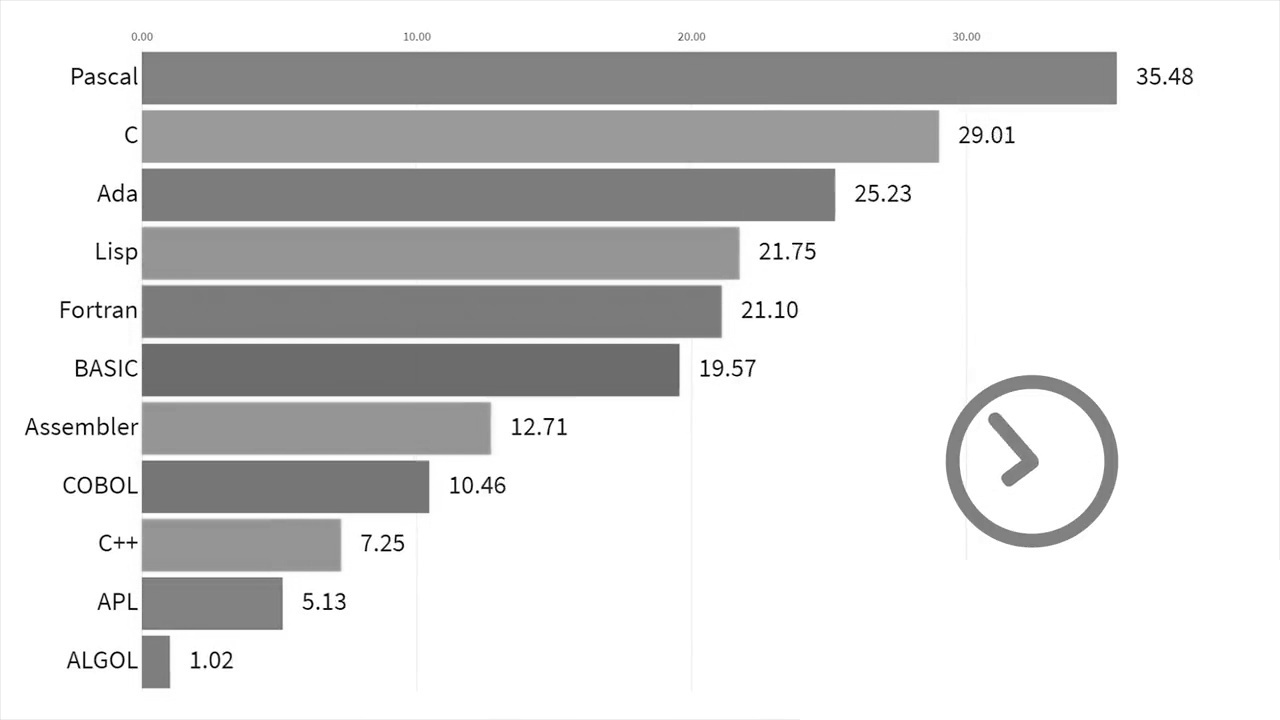 0.00 10.00 20.00 30.00
Pascal 35.48
C 29.01
Ada 25.23
Lisp 21.75
Fortran 21.10
BASIC 19.57
Assembler 12.71
COBOL 10.46
C++ 7.25
APL 5.13
ALGOL 1.02